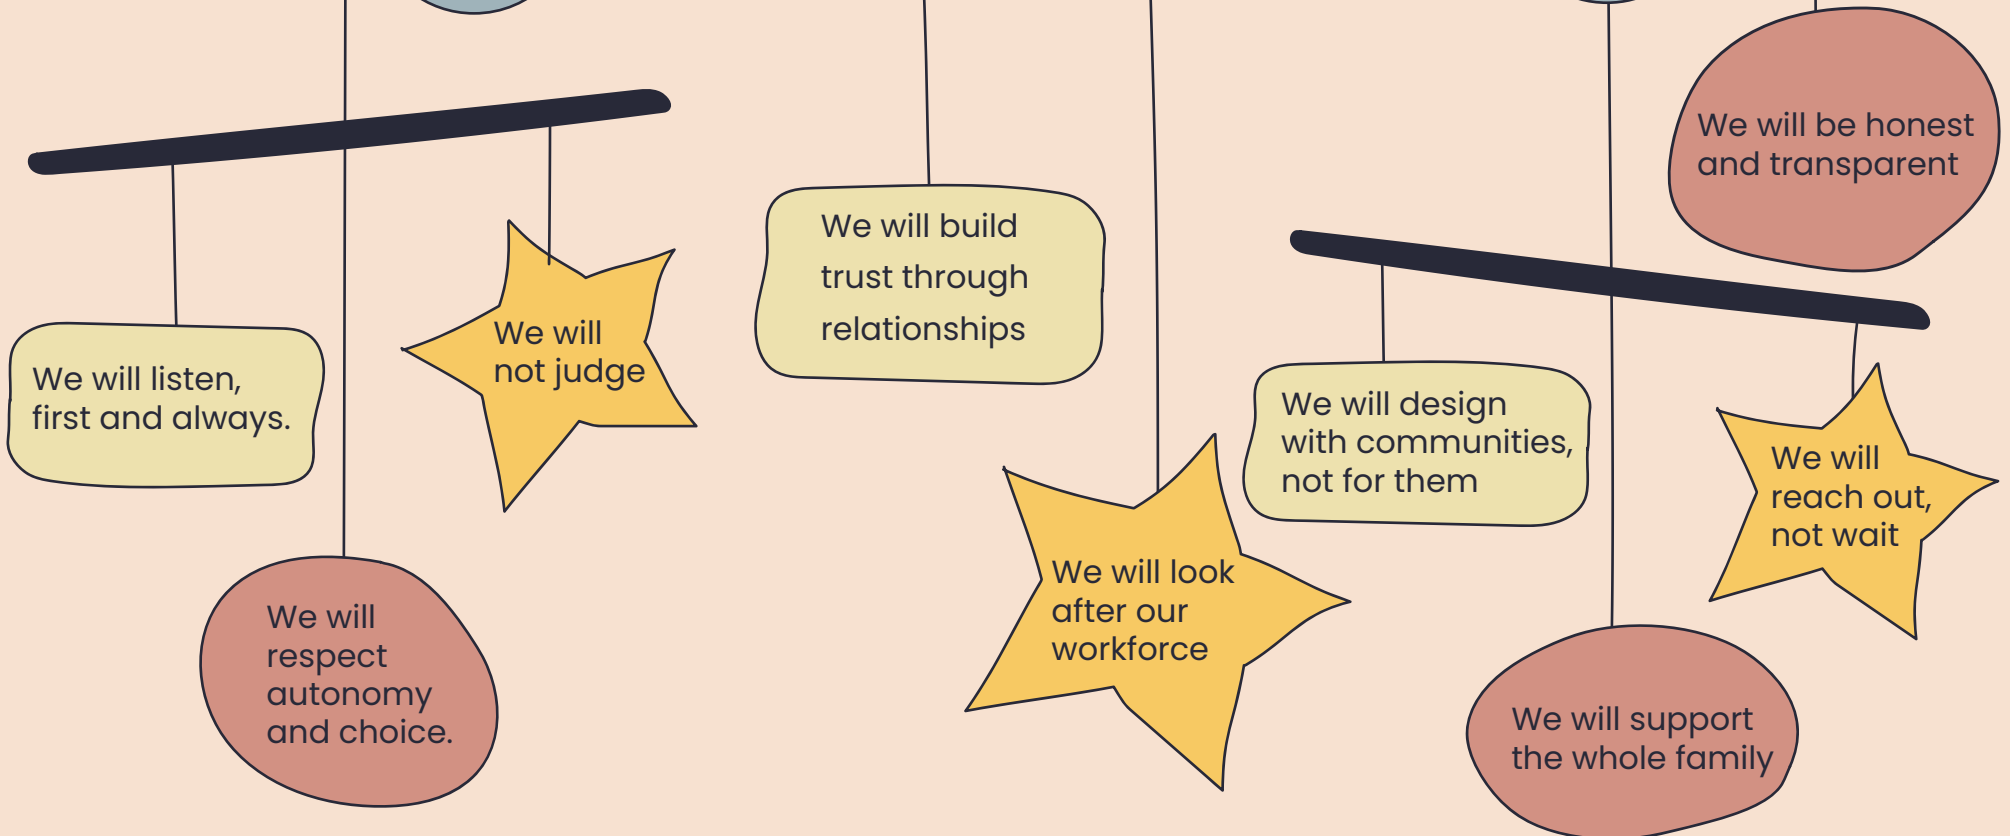 We will listen,
first and always.
We will
not judge
We will
respect
autonomy
and choice.
We will build
trust through
relationships
We will look
after our
workforce
We will be honest
and transparent
We will design
with communities,
not for them
We will
reach out,
not wait
We will support
the whole family